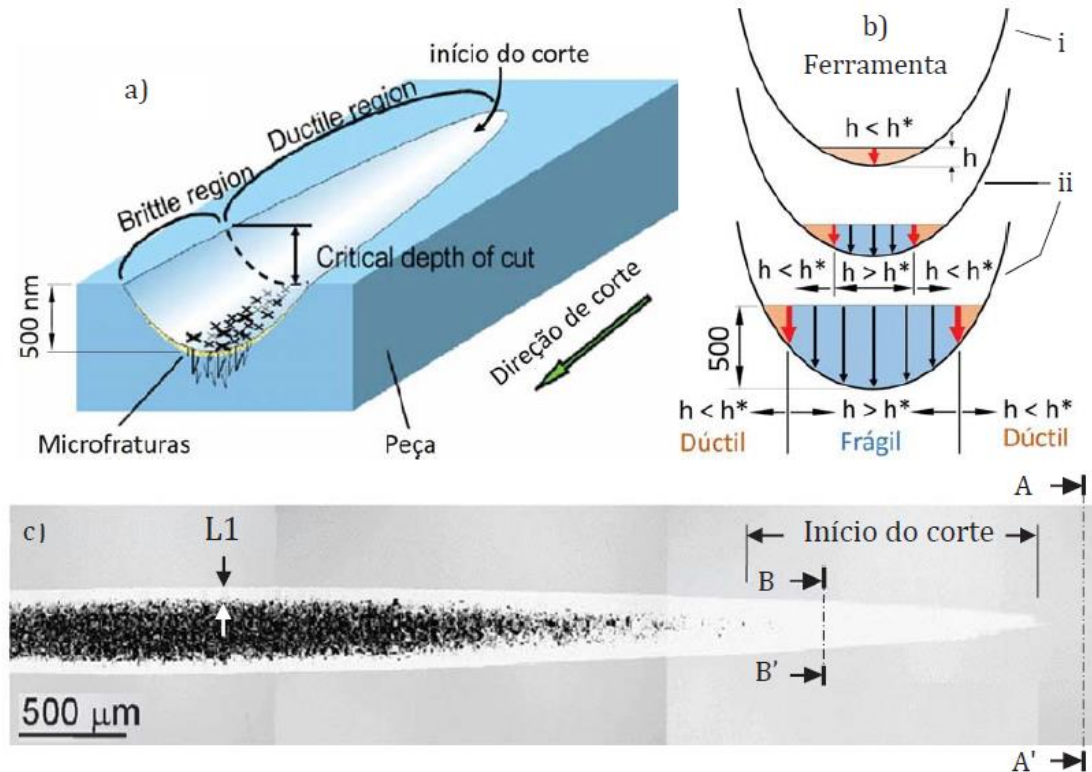 a)
início do corte
Ductile region
Brittle region
Critical depth of cut
500 nm
Direção de corte
Microfraturas
Peça
b)
Ferramenta
i
h < h*
h
ii
h < h* h > h* h < h*
500
h < h* h > h* h < h*
Dúctil Frágil Dúctil
c)
L1
Início do corte
A
B
B'
500 μm
A'